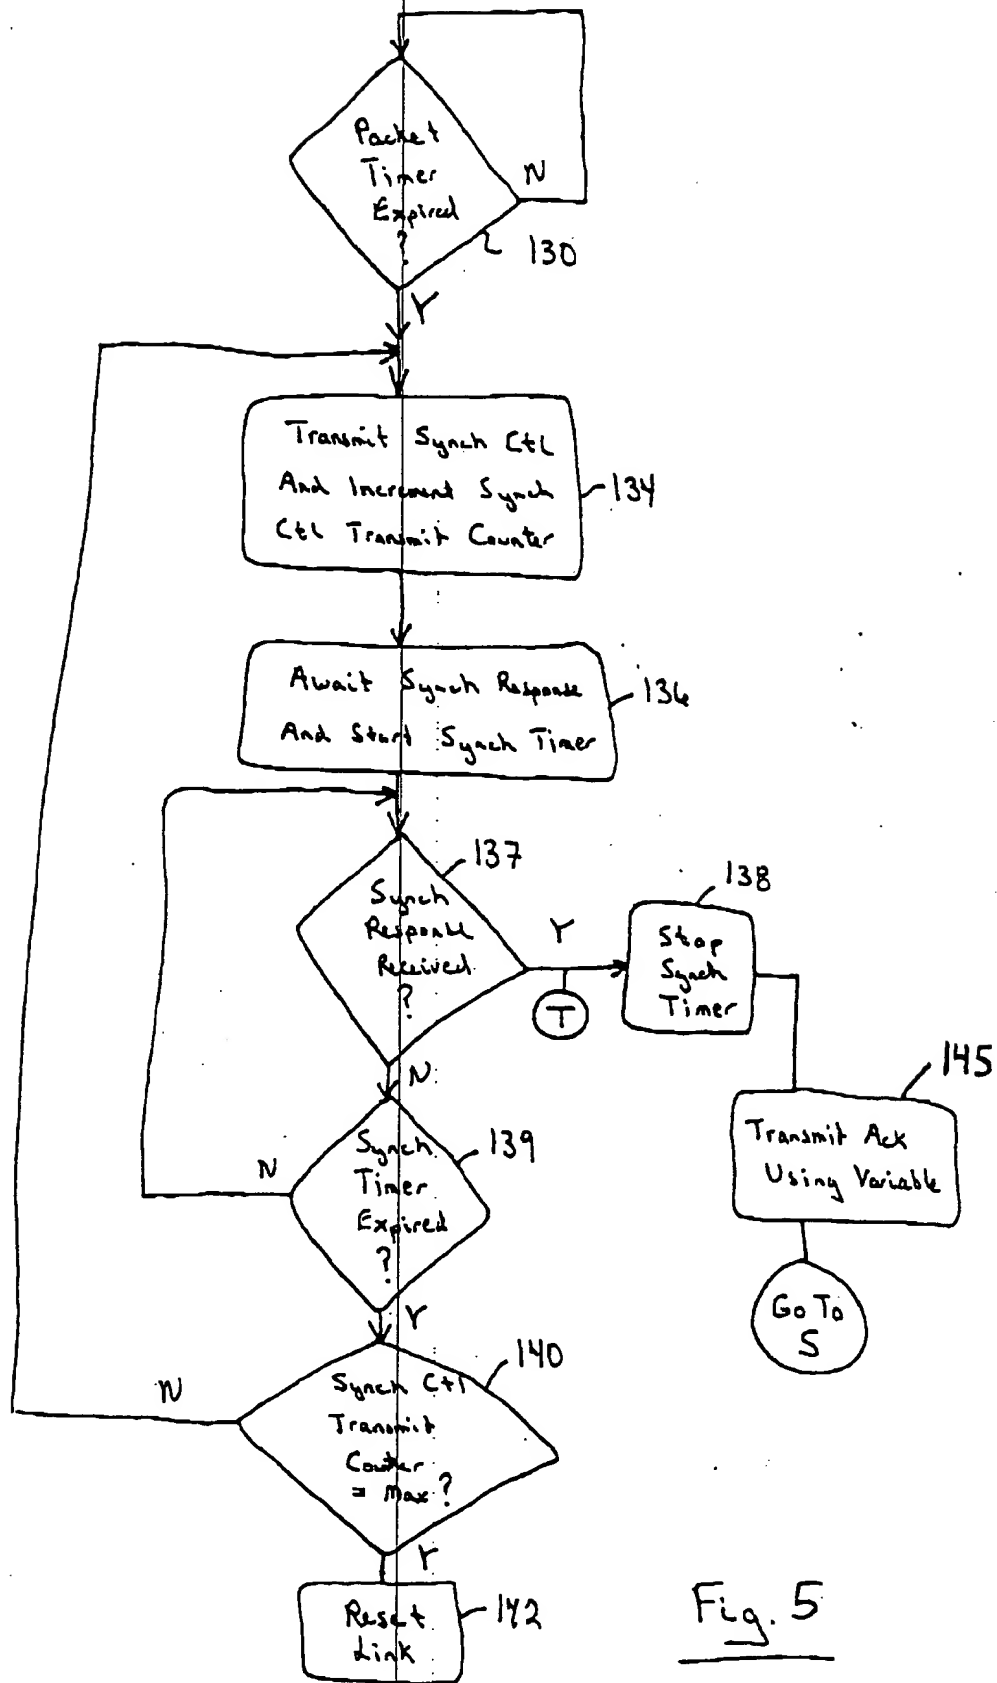 Packet
Timer
Expired
?
N
130
Y
Transmit Synch Ctl
And Increment Synch
Ctl Transmit Counter
134
Await Synch Response
And Start Synch Timer
136
137
Synch
Response
Received
?
Y
T
138
Stop
Synch
Timer
145
Transmit Ack
Using Variable
Go To
S
N
139
Synch
Timer
Expired
?
N
Y
140
Synch Ctl
Transmit
Counter
= Max?
N
Y
Reset
Link
142
Fig. 5